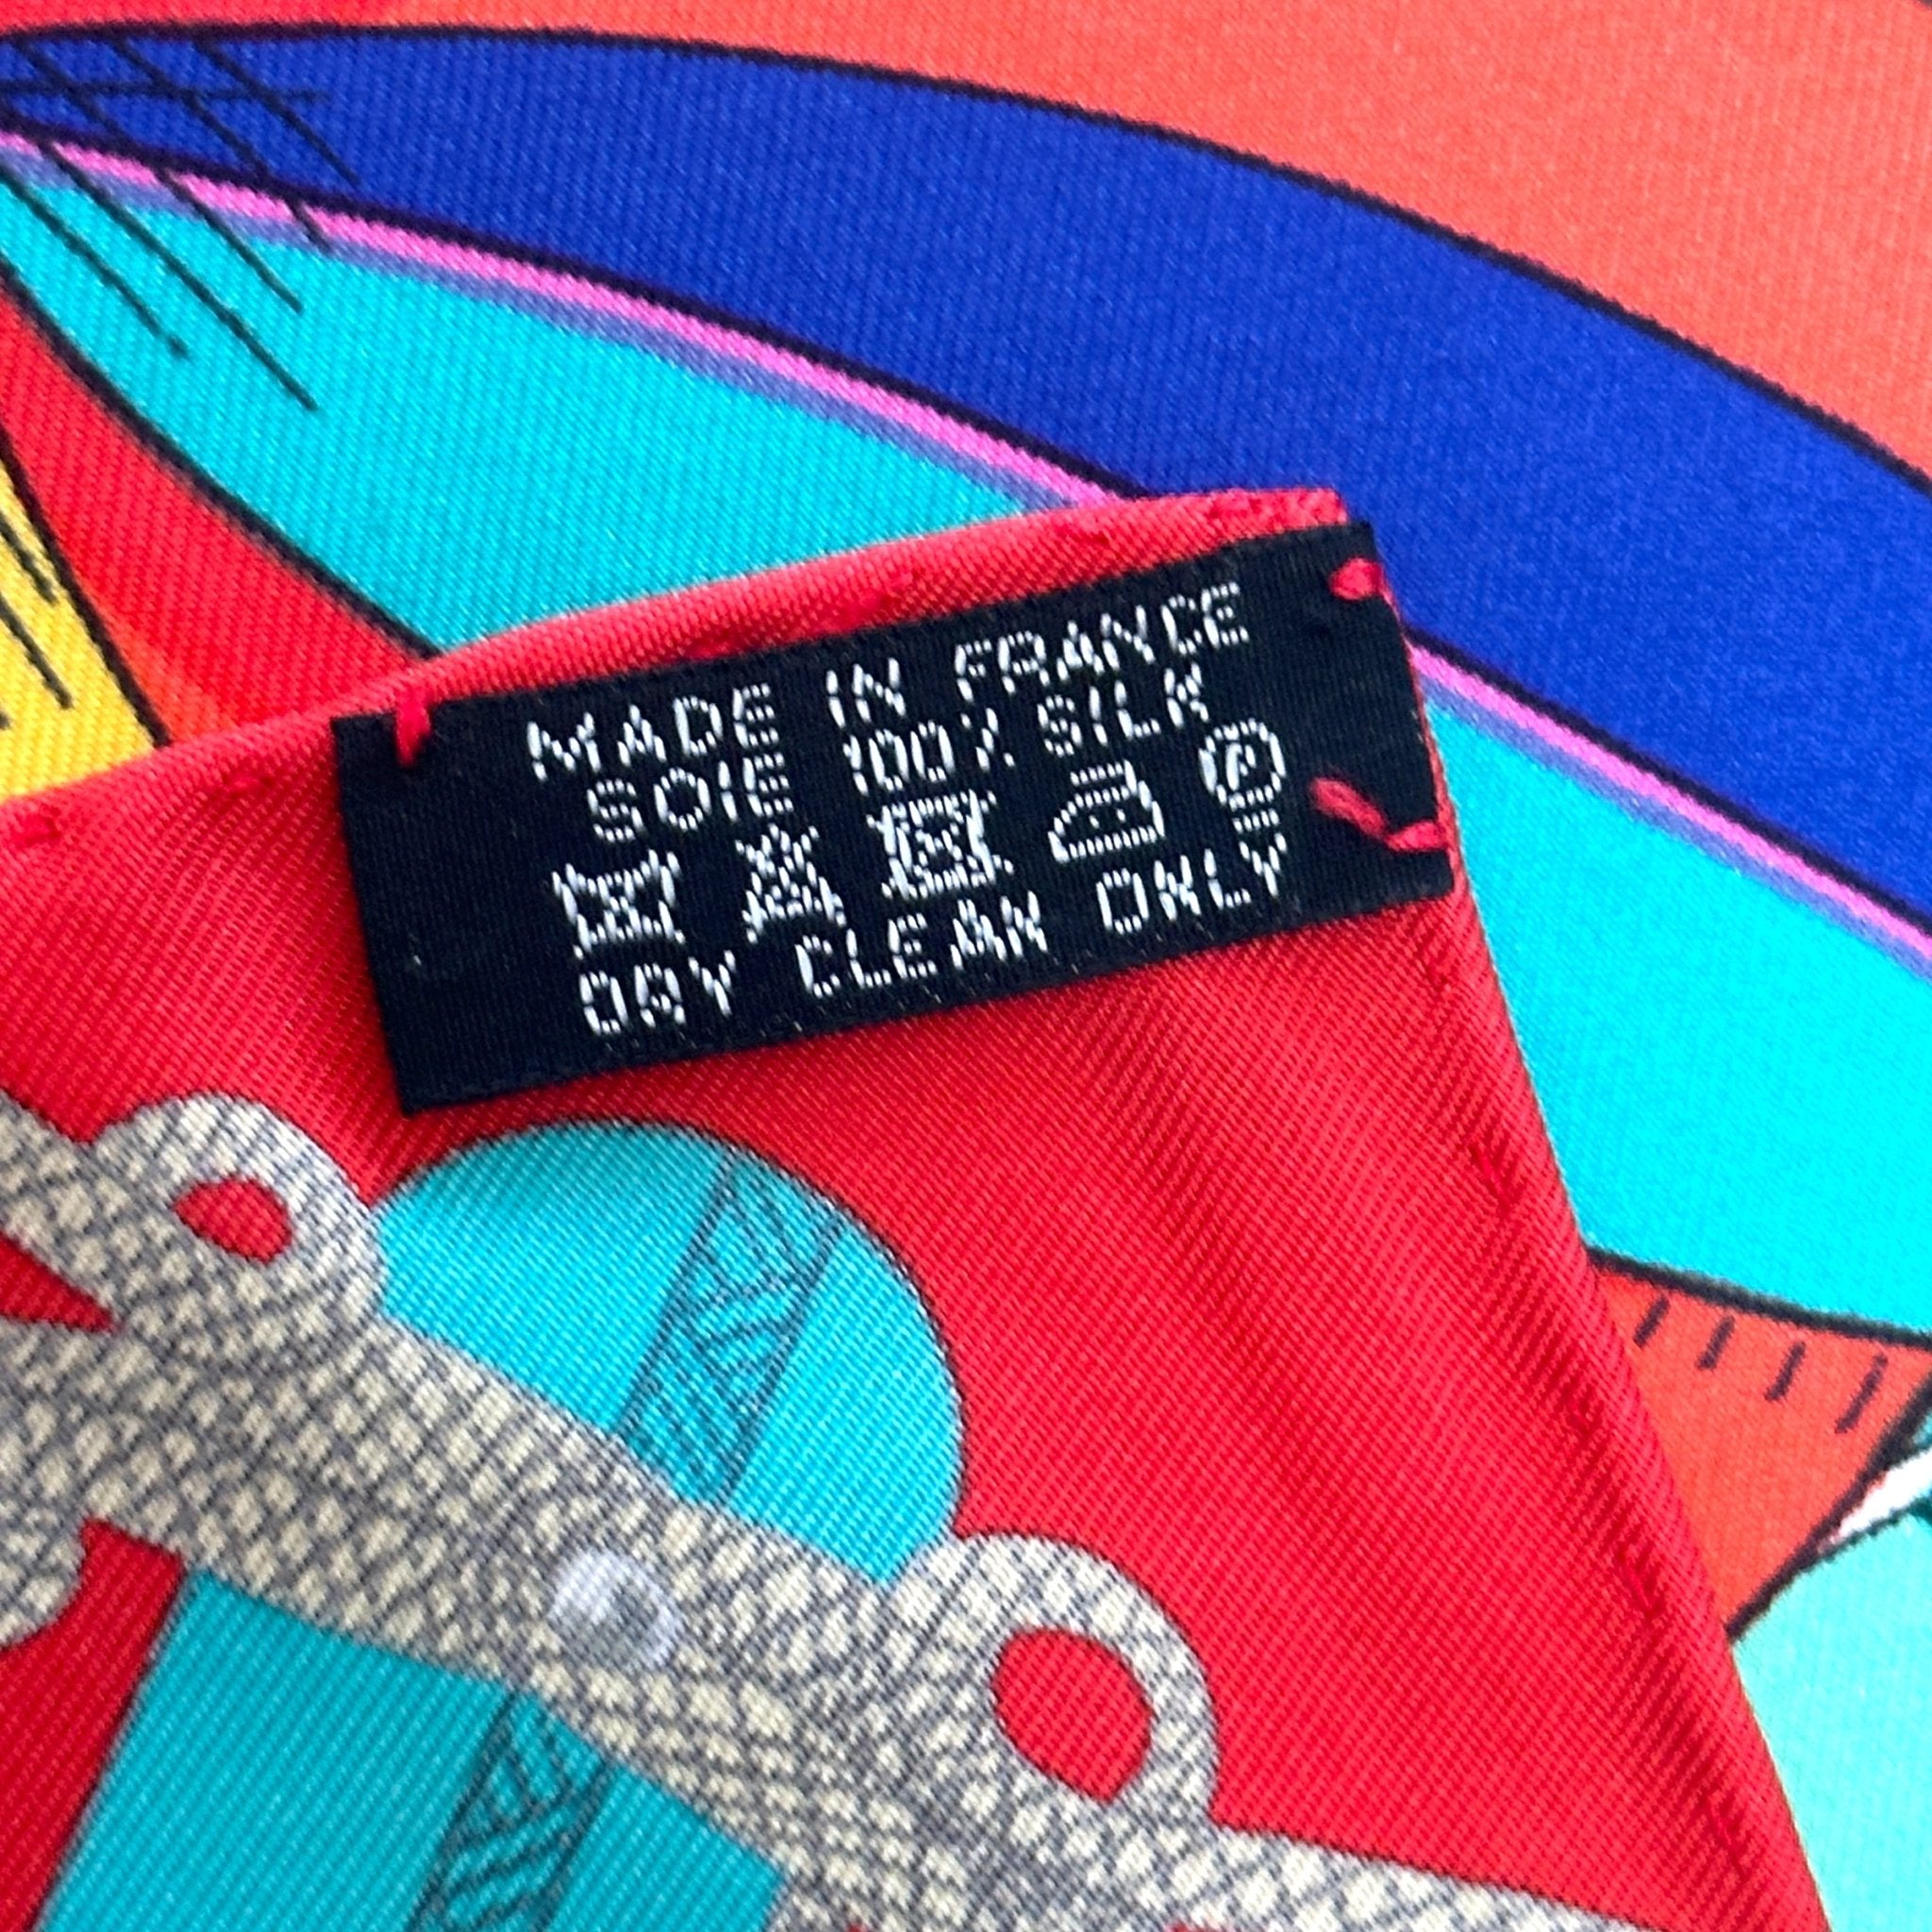 MADE IN FRANCE
SOIE 100% SILK
P
DRY CLEAN ONLY